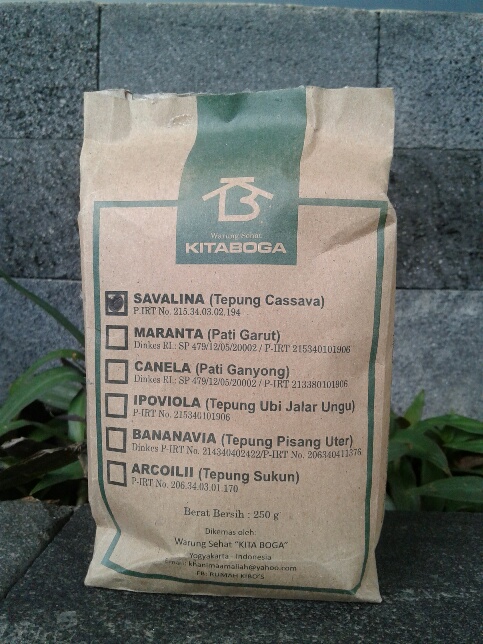 Warung Sehat
KITABOGA
SAVALINA (Tepung Cassava)
P.IRT No. 215.34.03.02.194
MARANTA (Pati Garut)
Dinkes RI.: SP 479/12/05/20002 / P-IRT 215340101906
CANELA (Pati Ganyong)
Dinkes RI.: SP 479/12/05/20002 / P-IRT 213380101906
IPOVIOLA (Tepung Ubi Jalar Ungu)
P-IRT No. 215340101906
BANANAVIA (Tepung Pisang Uter)
Dinkes P-IRT No. 214340402422/P-IRT No. 206340411376
ARCOILII (Tepung Sukun)
P-IRT No. 206.34.03.01.170
Berat Bersih : 250 g
Dikemas oleh:
Warung Sehat "KITA BOGA"
Yogyakarta - Indonesia
Email : khanimaamaliah@yahoo.com
FB: RUMAH KIBO'S